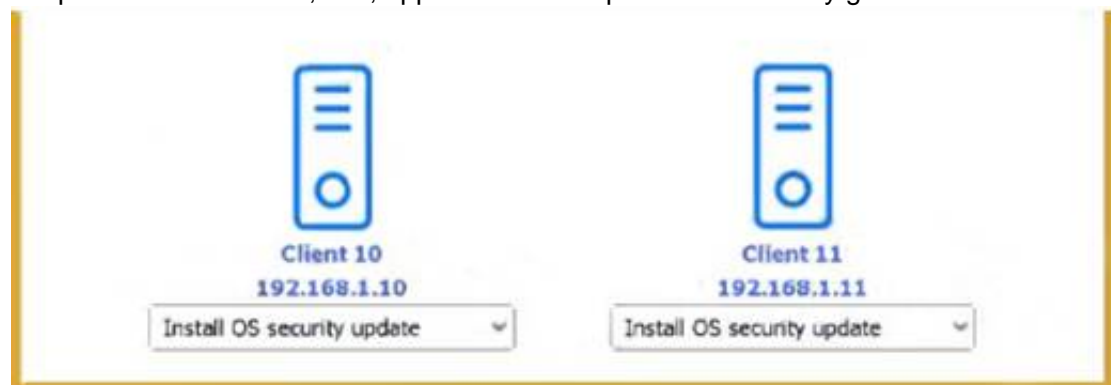 Client 10
Client 11
192.168.1.10
192.168.1.11
Install OS security update
Install OS security update